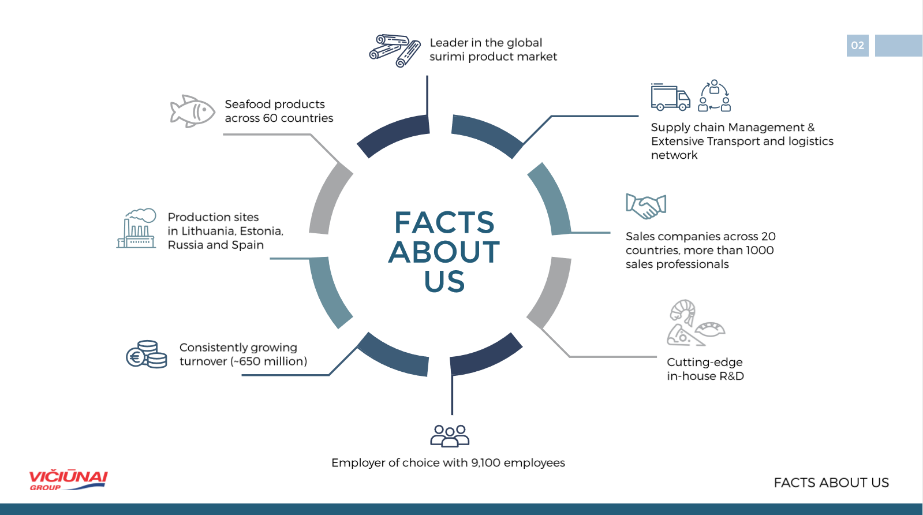 Leader in the global
surimi product market
02
Seafood products
across 60 countries
Supply chain Management &
Extensive Transport and logistics
network
Production sites
in Lithuania, Estonia,
Russia and Spain
FACTS
ABOUT
US
Sales companies across 20
countries, more than 1000
sales professionals
Consistently growing
turnover (~650 million)
€
Cutting-edge
in-house R&D
Employer of choice with 9,100 employees
VIČIŪNAI
GROUP
FACTS ABOUT US